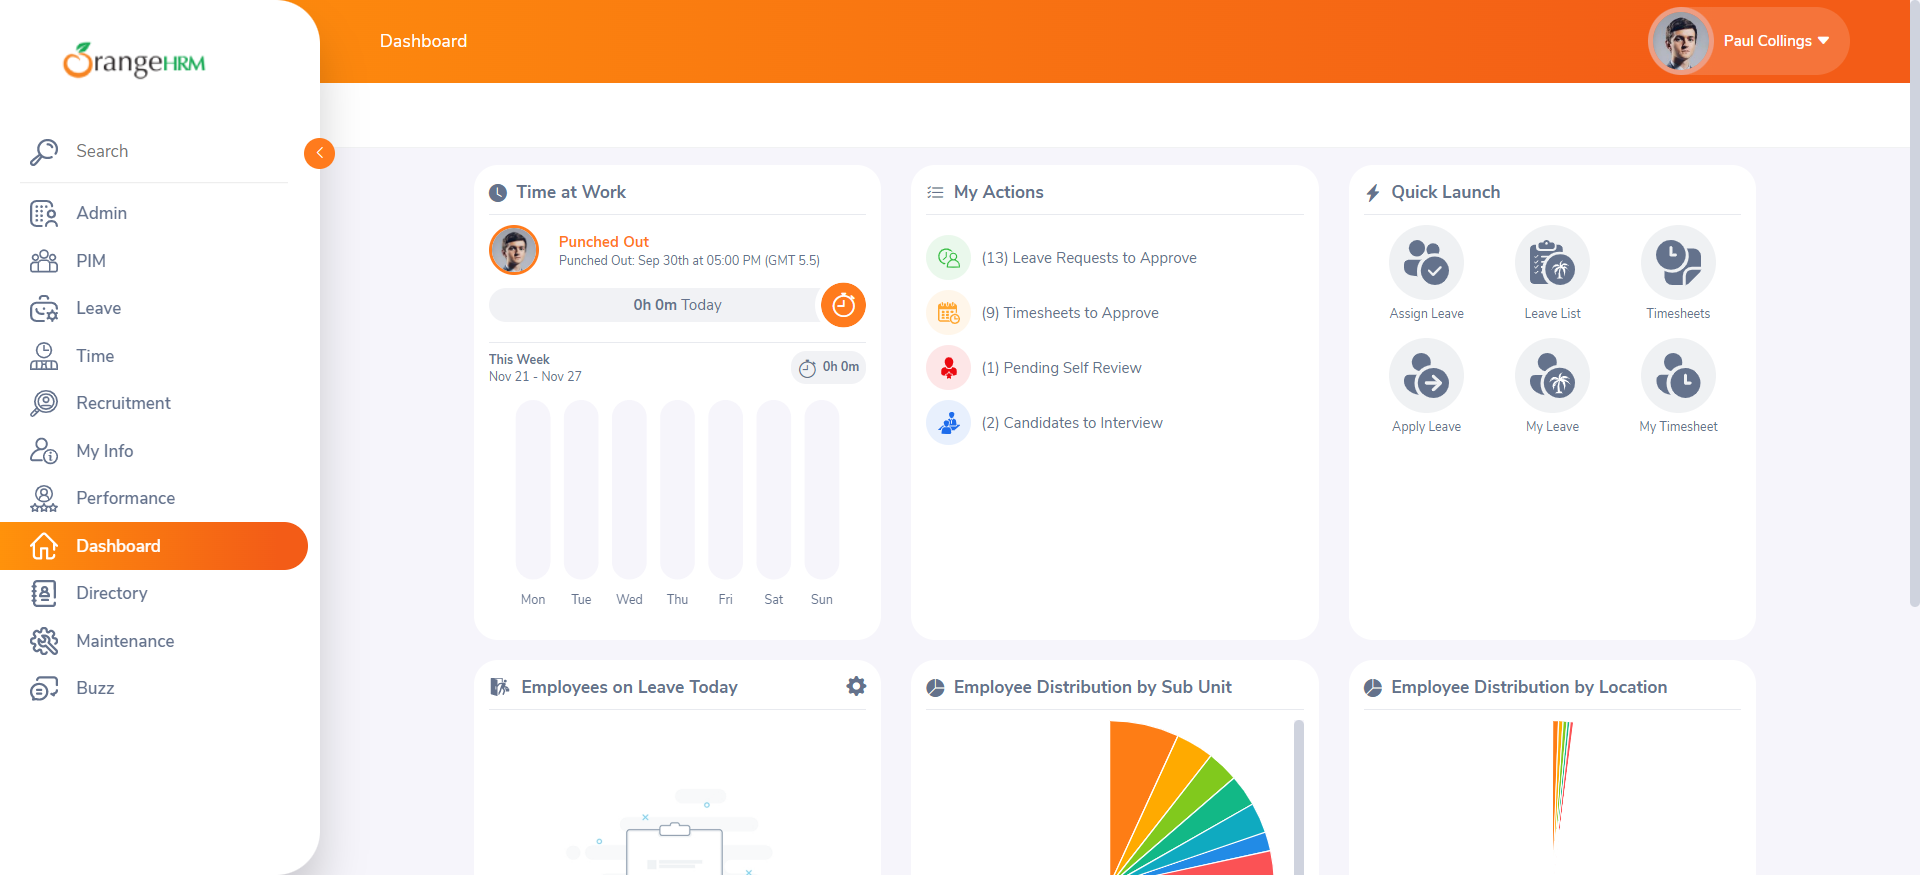 OrangeHRM
Dashboard
Paul Collings
Search
Admin
PIM
Leave
Time
Recruitment
My Info
Performance
Dashboard
Directory
Maintenance
Buzz
Time at Work
Punched Out
Punched Out: Sep 30th at 05:00 PM (GMT 5.5)
0h 0m Today
This Week
Nov 21 - Nov 27
0h 0m
Mon Tue Wed Thu Fri Sat Sun
My Actions
(13) Leave Requests to Approve
(9) Timesheets to Approve
(1) Pending Self Review
(2) Candidates to Interview
Quick Launch
Assign Leave Leave List Timesheets
Apply Leave My Leave My Timesheet
Employees on Leave Today
Employee Distribution by Sub Unit
Employee Distribution by Location